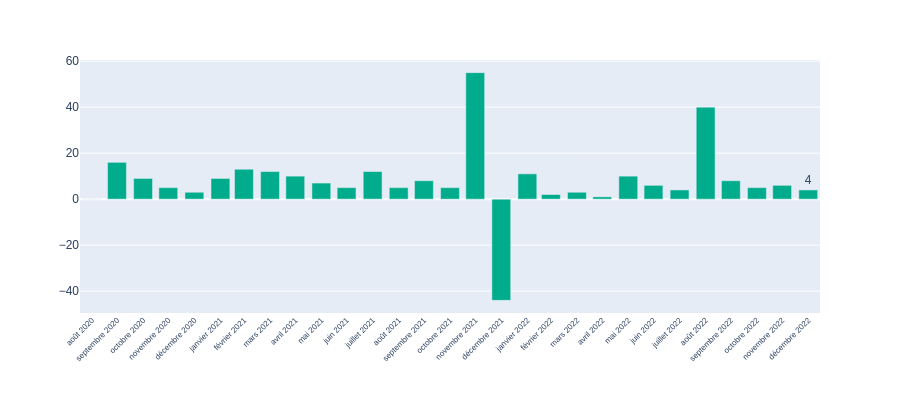 60
40
20
0
−20
−40
4
août 2020
septembre 2020
octobre 2020
novembre 2020
décembre 2020
janvier 2021
février 2021
mars 2021
avril 2021
mai 2021
juin 2021
juillet 2021
août 2021
septembre 2021
octobre 2021
novembre 2021
décembre 2021
janvier 2022
février 2022
mars 2022
avril 2022
mai 2022
juin 2022
juillet 2022
août 2022
septembre 2022
octobre 2022
novembre 2022
décembre 2022